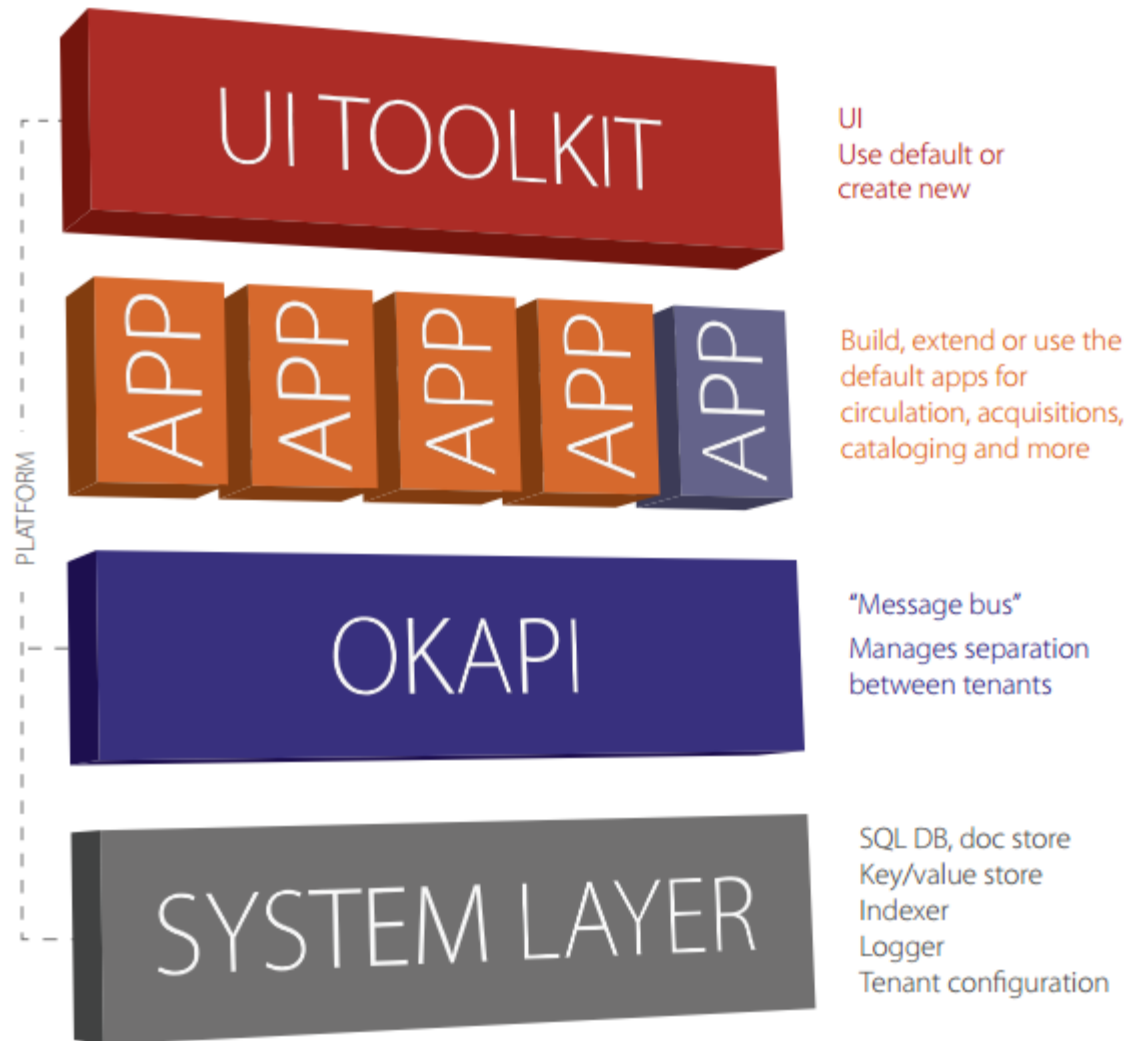 UI TOOLKIT
UI
Use default or
create new
APP
APP
APP
APP
APP
Build, extend or use the
default apps for
circulation, acquisitions,
cataloging and more
PLATFORM
OKAPI
“Message bus”
Manages separation
between tenants
SYSTEM LAYER
SQL DB, doc store
Key/value store
Indexer
Logger
Tenant configuration